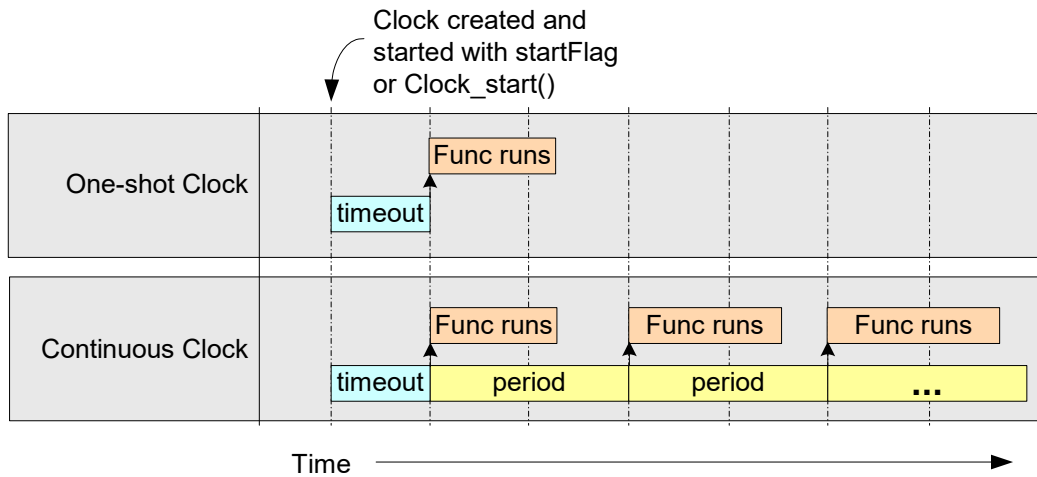 Clock created and
started with startFlag
or Clock_start()
One-shot Clock
Func runs
timeout
Continuous Clock
Func runs
Func runs
Func runs
timeout
period
period
...
Time